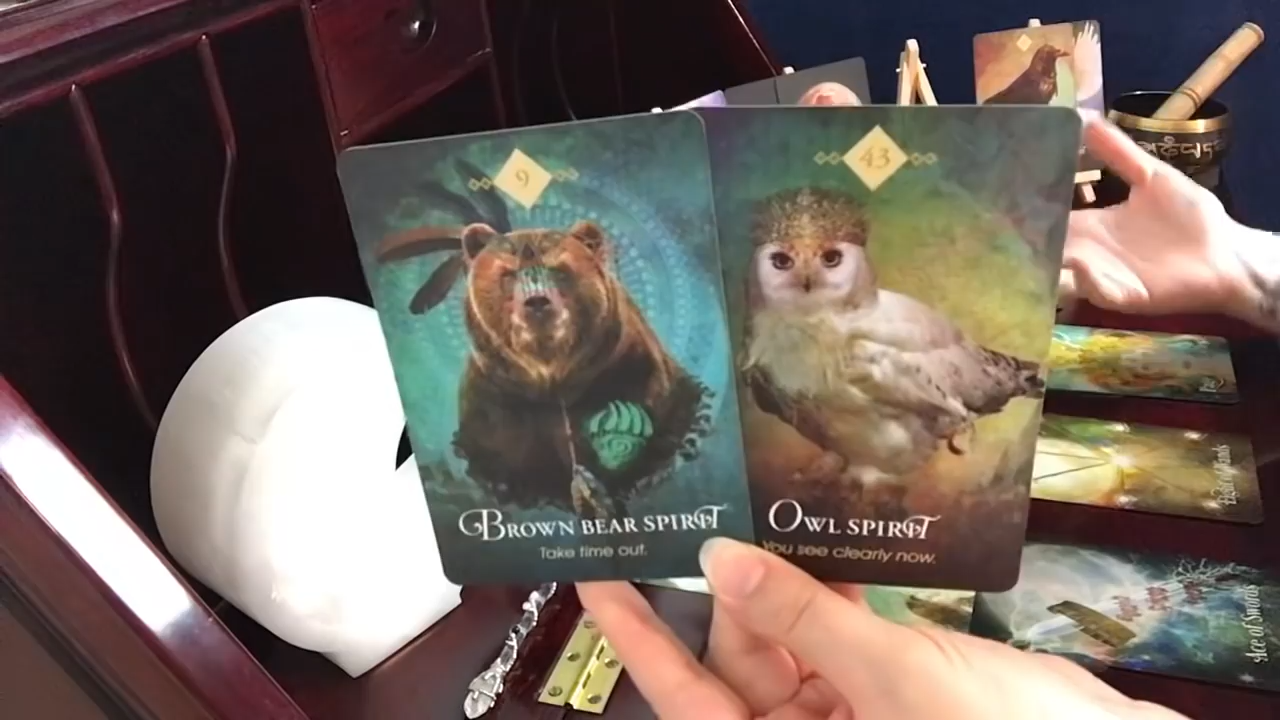 9
BROWN BEAR SPIRIT
Take time out.
43
OWL SPIRIT
You see clearly now.
Ace of Swords